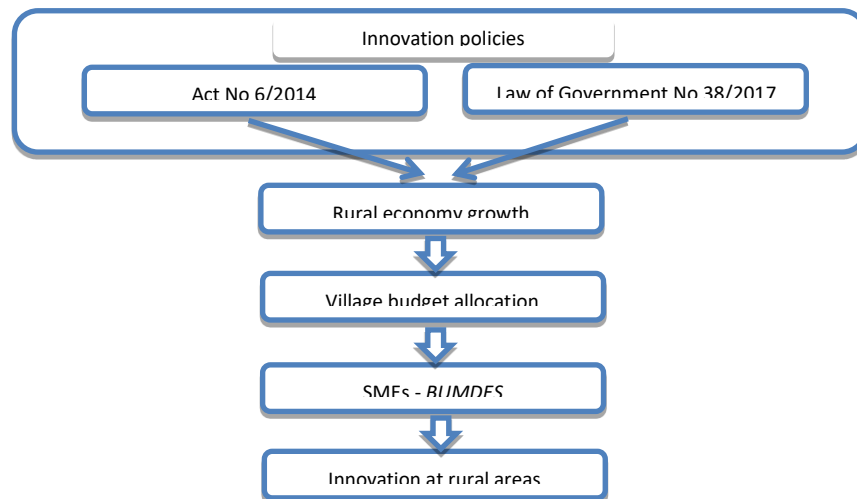 Innovation policies
Act No 6/2014
Law of Government No 38/2017
Rural economy growth
Village budget allocation
SMEs - BUMDES
Innovation at rural areas